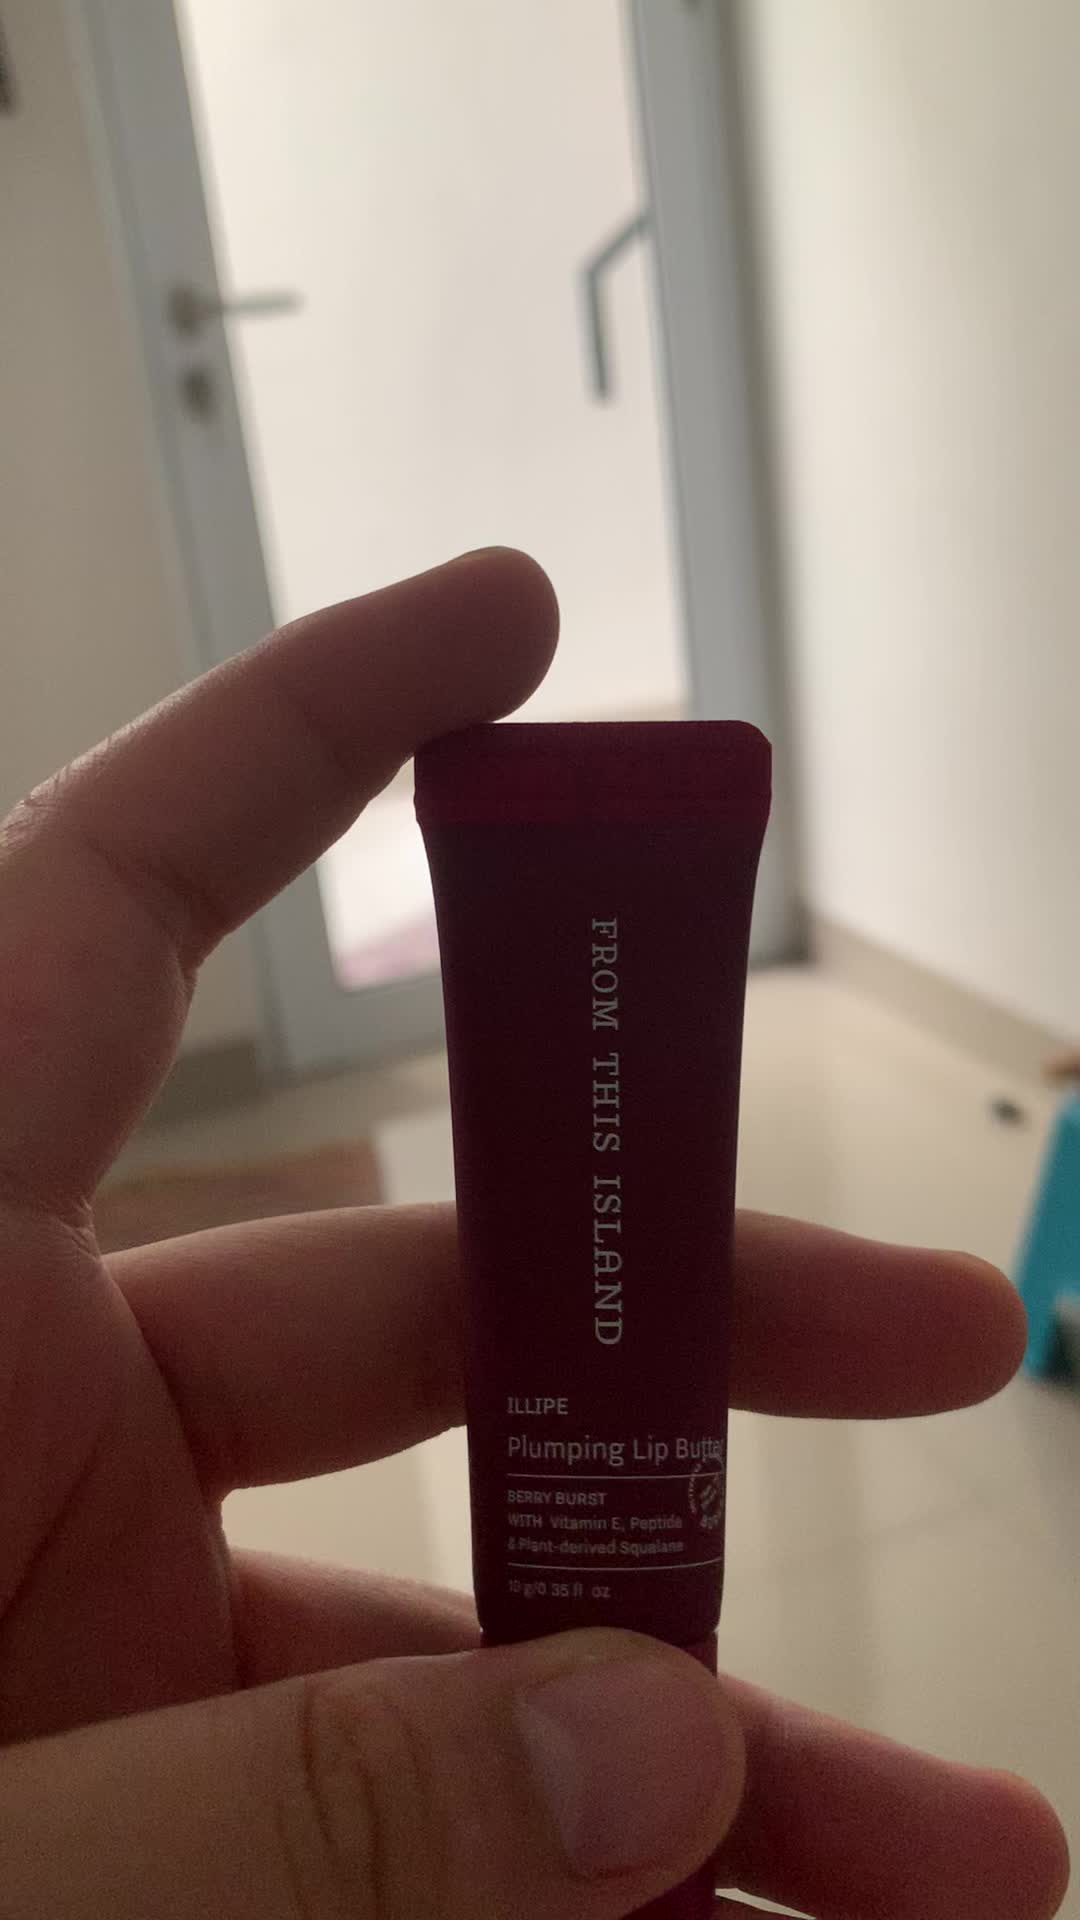 FROM THIS ISLAND
ILLIPE
Plumping Lip Butter
BERRY BURST
WITH Vitamin E, Peptide
& Plant-derived Squalane
10 g/0.35 fl oz